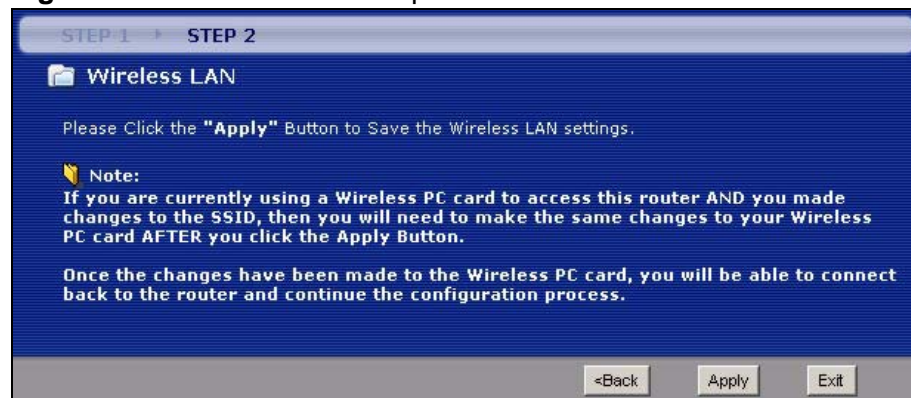 STEP 1 STEP 2
Wireless LAN
Please Click the "Apply" Button to Save the Wireless LAN settings.
Note:
If you are currently using a Wireless PC card to access this router AND you made
changes to the SSID, then you will need to make the same changes to your Wireless
PC card AFTER you click the Apply Button.
Once the changes have been made to the Wireless PC card, you will be able to connect
back to the router and continue the configuration process.
<Back Apply Exit